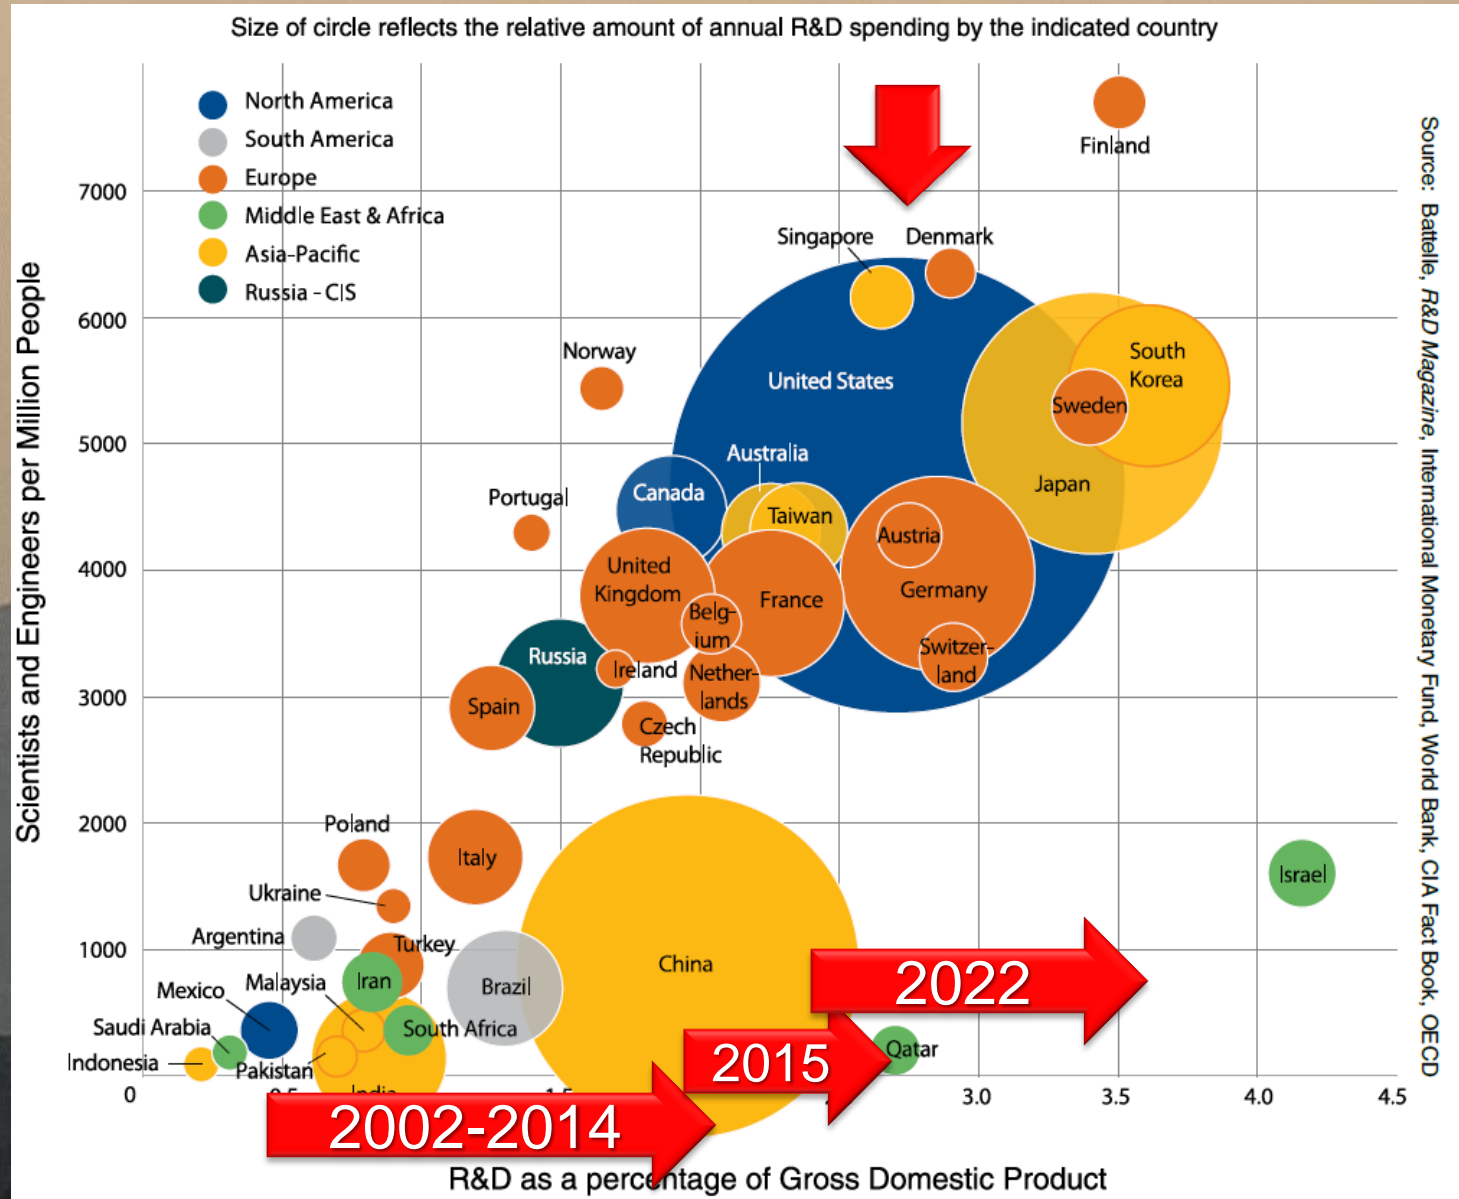 Size of circle reflects the relative amount of annual R&D spending by the indicated country
North America
South America
Europe
Middle East & Africa
Asia-Pacific
Russia - CIS
Finland
7000
Singapore
Denmark
6000
Norway
South
Korea
United States
Sweden
5000
Australia
Canada
Japan
Portugal
Taiwan
Austria
4000
United
Kingdom
France
Germany
Belg-
ium
Russia
Ireland
Switzer-
land
Nether-
lands
3000
Spain
Czech
Republic
2000
Poland
Italy
Israel
Ukraine
Argentina
Turkey
1000
China
Malaysia
Iran
Brazil
2022
Mexico
Saudi Arabia
South Africa
Qatar
Indonesia
Pakistan
2015
India
0
1.5
3.0
3.5
4.0
4.5
2002-2014
R&D as a percentage of Gross Domestic Product
Scientists and Engineers per Million People
Source: Battelle, R&D Magazine, International Monetary Fund, World Bank, CIA Fact Book, OECD